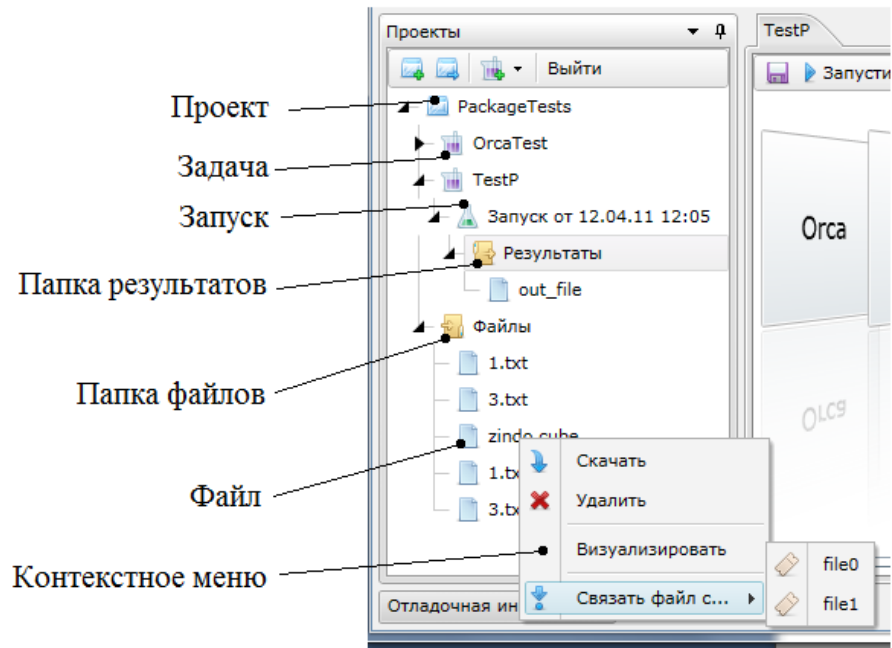 Проекты
TestP
Выйти
Запусти
Проект
PackageTests
Задача
OrcaTest
TestP
Запуск
Запуск от 12.04.11 12:05
Orca
Папка результатов
Результаты
out_file
Файлы
1.txt
Папка файлов
3.txt
Orca
zindo.cube
Скачать
1.tx
Файл
Удалить
3.tx
Визуализировать
Контекстное меню
file0
Связать файл с...
file1
Отладочная ин